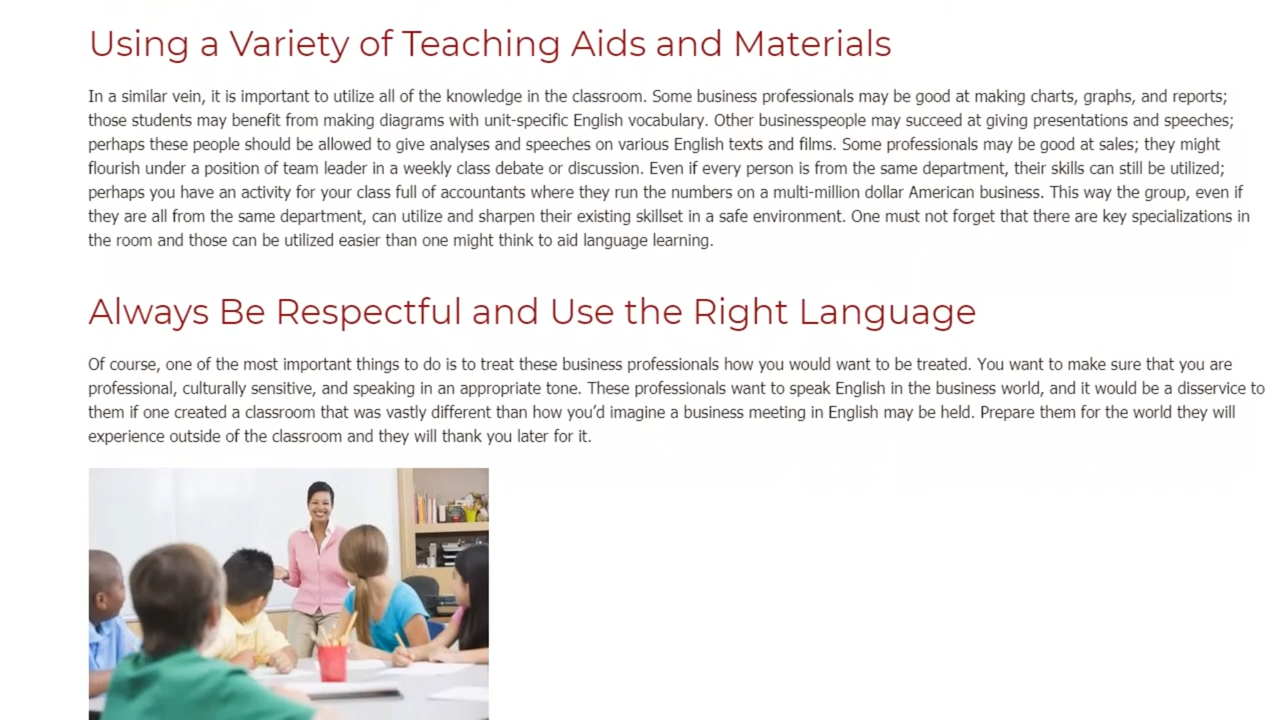 Using a Variety of Teaching Aids and Materials
In a similar vein, it is important to utilize all of the knowledge in the classroom. Some business professionals may be good at making charts, graphs, and reports;
those students may benefit from making diagrams with unit-specific English vocabulary. Other businesspeople may succeed at giving presentations and speeches;
perhaps these people should be allowed to give analyses and speeches on various English texts and films. Some professionals may be good at sales; they might
flourish under a position of team leader in a weekly class debate or discussion. Even if every person is from the same department, their skills can still be utilized;
perhaps you have an activity for your class full of accountants where they run the numbers on a multi-million dollar American business. This way the group, even if
they are all from the same department, can utilize and sharpen their existing skillset in a safe environment. One must not forget that there are key specializations in
the room and those can be utilized easier than one might think to aid language learning.
Always Be Respectful and Use the Right Language
Of course, one of the most important things to do is to treat these business professionals how you would want to be treated. You want to make sure that you are
professional, culturally sensitive, and speaking in an appropriate tone. These professionals want to speak English in the business world, and it would be a disservice to
them if one created a classroom that was vastly different than how you’d imagine a business meeting in English may be held. Prepare them for the world they will
experience outside of the classroom and they will thank you later for it.